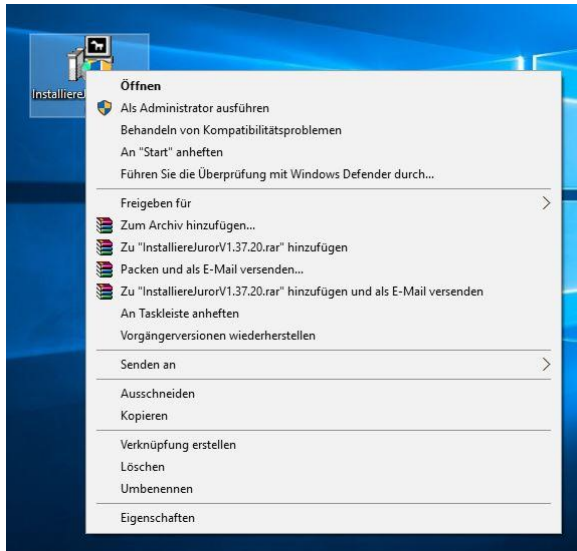 Installiere
Öffnen
Als Administrator ausführen
Behandeln von Kompatibilitätsproblemen
An "Start" anheften
Führen Sie die Überprüfung mit Windows Defender durch...
Freigeben für
Zum Archiv hinzufügen...
Zu "InstalliereJurorV1.37.20.rar" hinzufügen
Packen und als E-Mail versenden...
Zu "InstalliereJurorV1.37.20.rar" hinzufügen und als E-Mail versenden
An Taskleiste anheften
Vorgängerversionen wiederherstellen
Senden an
Ausschneiden
Kopieren
Verknüpfung erstellen
Löschen
Umbenennen
Eigenschaften